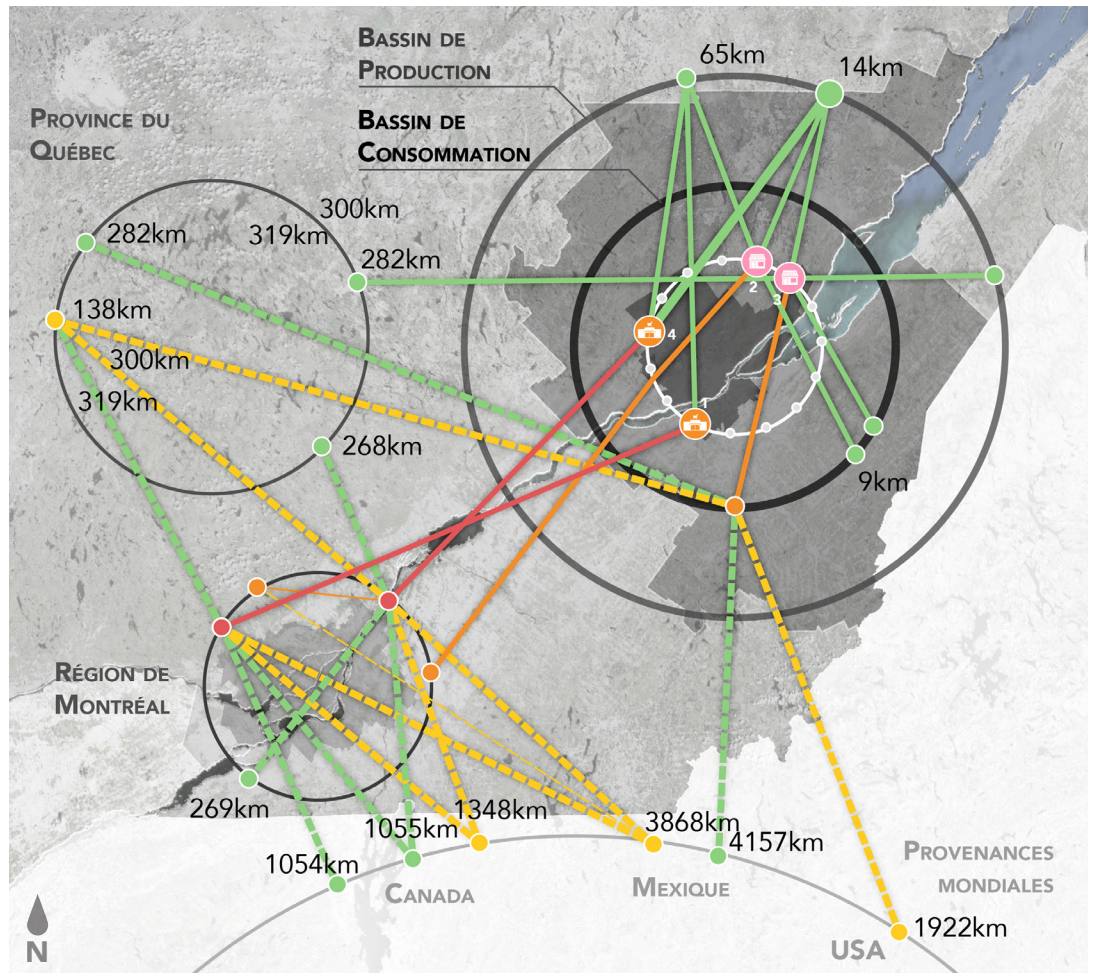 BASSIN DE
PRODUCTION
65km
14km
BASSIN DE
CONSOMMATION
PROVINCE DU
QUÉBEC
300km
319km
282km
282km
2
3
138km
4
300km
319km
1
268km
9km
RÉGION DE
MONTRÉAL
269km
1348km
1055km
3868km
4157km
1054km
PROVENANCES
MONDIALES
CANADA
MEXIQUE
1922km
USA
N